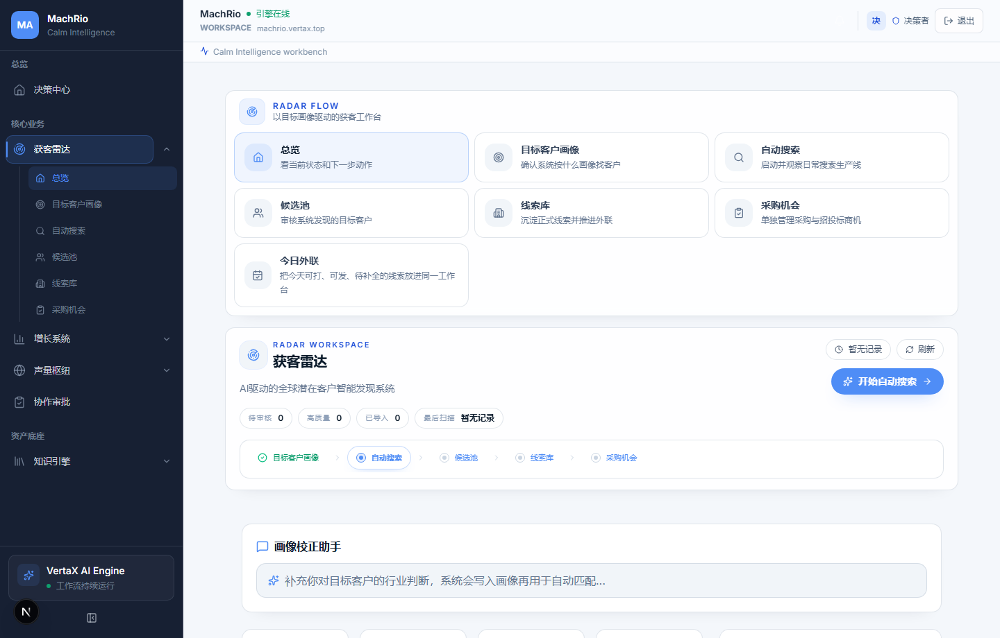 MA
MachRio
Calm Intelligence
总览
决策中心
核心业务
获客雷达
总览
目标客户画像
自动搜索
候选池
线索库
采购机会
增长系统
声量枢纽
协作审批
资产底座
知识引擎
VertaX AI Engine
工作流持续运行
N
MachRio
引擎在线
WORKSPACE machrio.vertax.top
决
决策者
退出
Calm Intelligence workbench
RADAR FLOW
以目标画像驱动的获客工作台
总览
看当前状态和下一步动作
目标客户画像
确认系统按什么画像找客户
自动搜索
启动并观察日常搜索生产线
候选池
审核系统发现的目标客户
线索库
沉淀正式线索并推进外联
采购机会
单独管理采购与招投标商机
今日外联
把今天可打、可发、待补全的线索放进同一工作
台
RADAR WORKSPACE
获客雷达
暂无记录
刷新
AI驱动的全球潜在客户智能发现系统
开始自动搜索
待审核 0
高质量 0
已导入 0
最后扫描 暂无记录
目标客户画像
自动搜索
候选池
线索库
采购机会
画像校正助手
补充你对目标客户的行业判断，系统会写入画像再用于自动匹配...